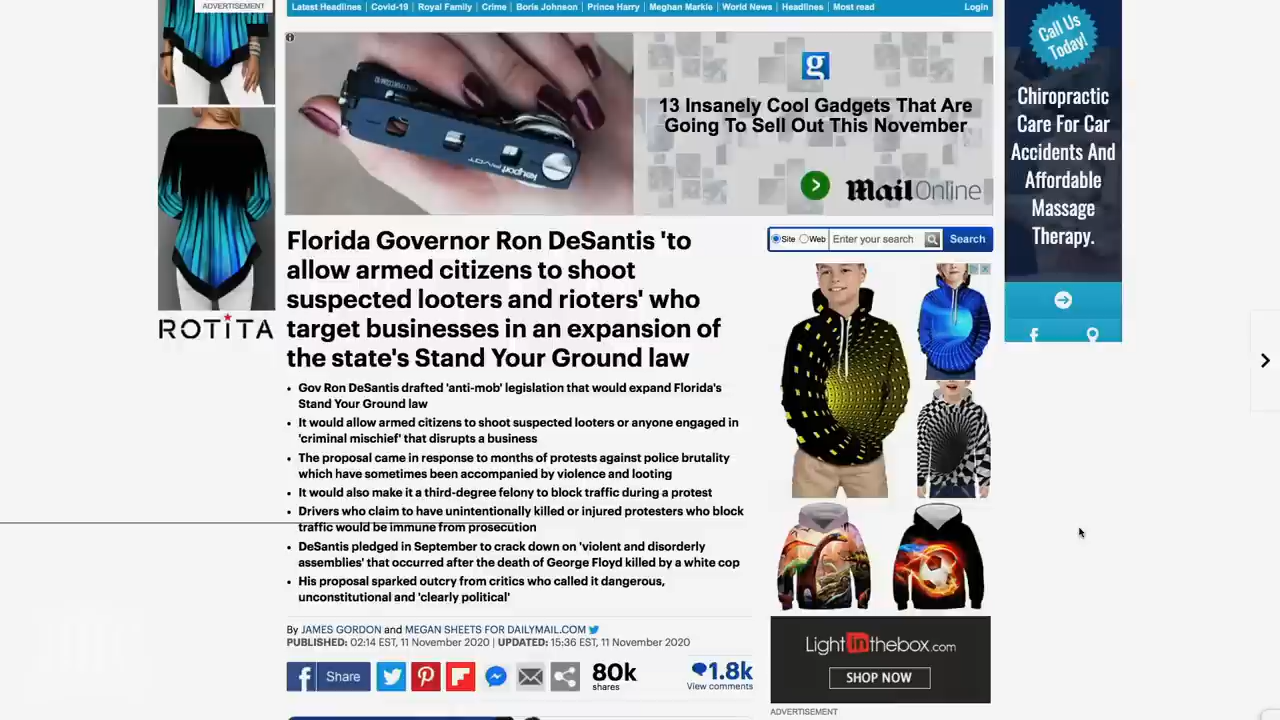 ADVERTISEMENT
Latest Headlines | Covid-19 | Royal Family | Crime | Boris Johnson | Prince Harry | Meghan Markle | World News | Headlines | Most read
Login
g
13 Insanely Cool Gadgets That Are
Going To Sell Out This November
MailOnline
keyport PIVOT
Call Us
Today!
Chiropractic
Care For Car
Accidents And
Affordable
Massage
Therapy.
ROTITA
Florida Governor Ron DeSantis 'to
allow armed citizens to shoot
suspected looters and rioters' who
target businesses in an expansion of
the state's Stand Your Ground law
Site Web Enter your search Search
• Gov Ron DeSantis drafted 'anti-mob' legislation that would expand Florida's
Stand Your Ground law
• It would allow armed citizens to shoot suspected looters or anyone engaged in
'criminal mischief' that disrupts a business
• The proposal came in response to months of protests against police brutality
which have sometimes been accompanied by violence and looting
• It would also make it a third-degree felony to block traffic during a protest
• Drivers who claim to have unintentionally killed or injured protesters who block
traffic would be immune from prosecution
• DeSantis pledged in September to crack down on 'violent and disorderly
assemblies' that occurred after the death of George Floyd killed by a white cop
• His proposal sparked outcry from critics who called it dangerous,
unconstitutional and 'clearly political'
By JAMES GORDON and MEGAN SHEETS FOR DAILYMAIL.COM
PUBLISHED: 02:14 EST, 11 November 2020 | UPDATED: 15:36 EST, 11 November 2020
f Share
80k
shares
1.8k
View comments
Light in the box.com
SHOP NOW
ADVERTISEMENT